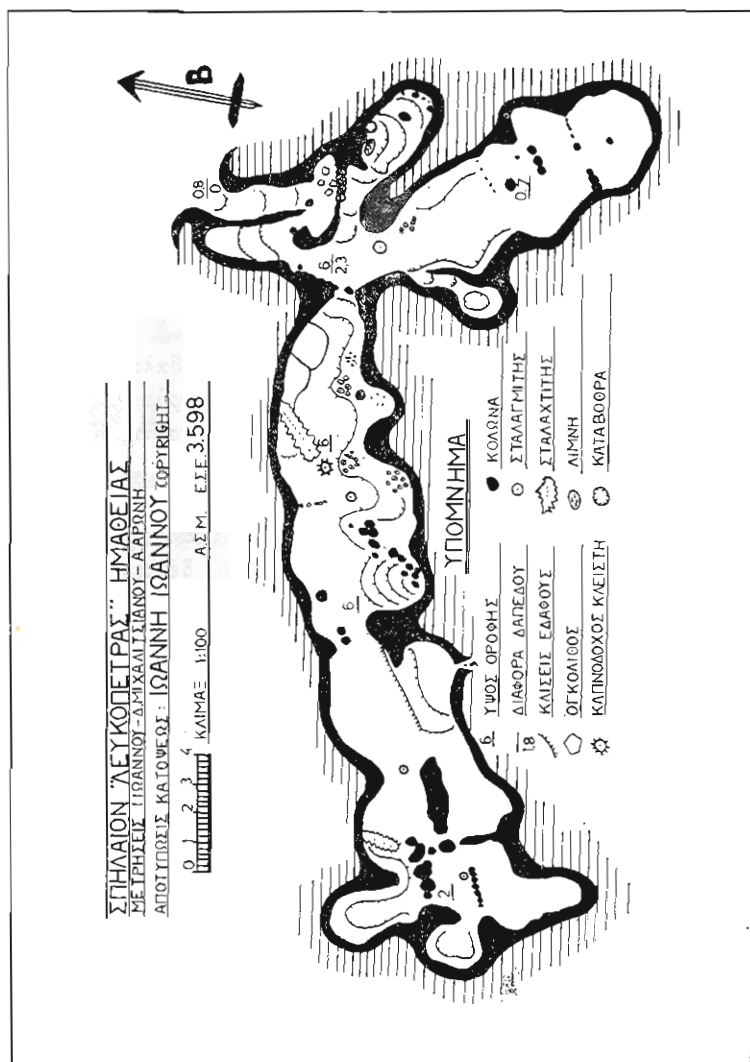 ΣΠΗΛΑΙΟΝ "ΛΕΥΚΟΠΕΤΡΑΣ" ΗΜΑΘΕΙΑΣ
ΜΕΤΡΗΣΕΙΣ Ι ΙΩΑΝΝΟΥ-Δ.ΜΙΧΑΛΙΣΣΙΑΝΟΥ-Α.ΑΡΩΝΗ
ΑΠΟΤΥΠΩΣΙΣ ΚΑΤΟΨΕΩΣ: ΙΩΑΝΝΗ ΙΩΑΝΝΟΥ COPYRIGHT.
0 1 2 3 4 ΚΛΙΜΑΞ 1:100 Α.Σ.Μ. Ε.Σ.Ε. 3.598
Β
0.8
0
6
2,3
0.7
6
6
2
ΥΠΟΜΝΗΜΑ
6 ΥΨΟΣ ΟΡΟΦΗΣ
1.8 ΔΙΑΦΟΡΑ ΔΑΠΕΔΟΥ
ΚΛΙΣΕΙΣ ΕΔΑΦΟΥΣ
ΟΓΚΟΛΙΘΟΣ
ΚΑΠΝΟΔΟΧΟΣ ΚΛΕΙΣΤΗ
ΚΟΛΩΝΑ
ΣΤΑΛΑΓΜΙΤΗΣ
ΣΤΑΛΑΧΤΙΤΗΣ
ΛΙΜΝΗ
ΚΑΤΑΒΟΘΡΑ